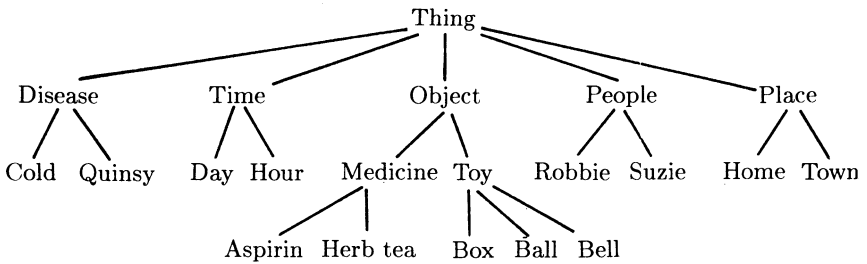 Thing
Disease Time Object People Place
Cold Quinsy Day Hour Medicine Toy Robbie Suzie Home Town
Aspirin Herb tea Box Ball Bell